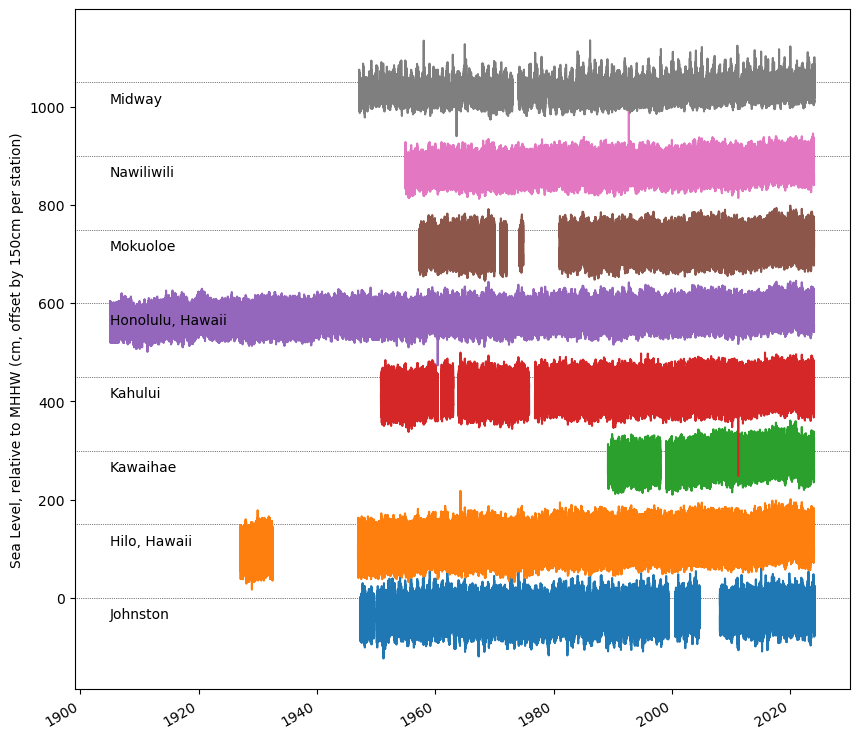 Sea Level, relative to MHHW (cm, offset by 150cm per station)
1000
800
600
400
200
0
Midway
Nawiliwili
Mokuoloe
Honolulu, Hawaii
Kahului
Kawaihae
Hilo, Hawaii
Johnston
1900
1920
1940
1960
1980
2000
2020